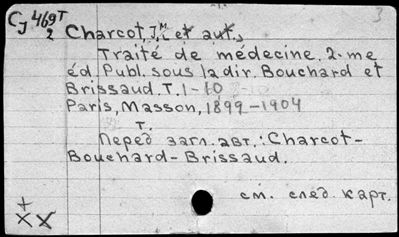 Cj 469т 3
2 Charcot, J.M. et aut.
Traité de médecine. 2-me
éd. Publ. sous la dir. Bouchard et
Brissaud. T. 1-10
Paris, Masson, 1899-1904
т.
Перед загл. авт.: Charcot-
Bouchard-Brissaud.
см. след. карт.
+
XX